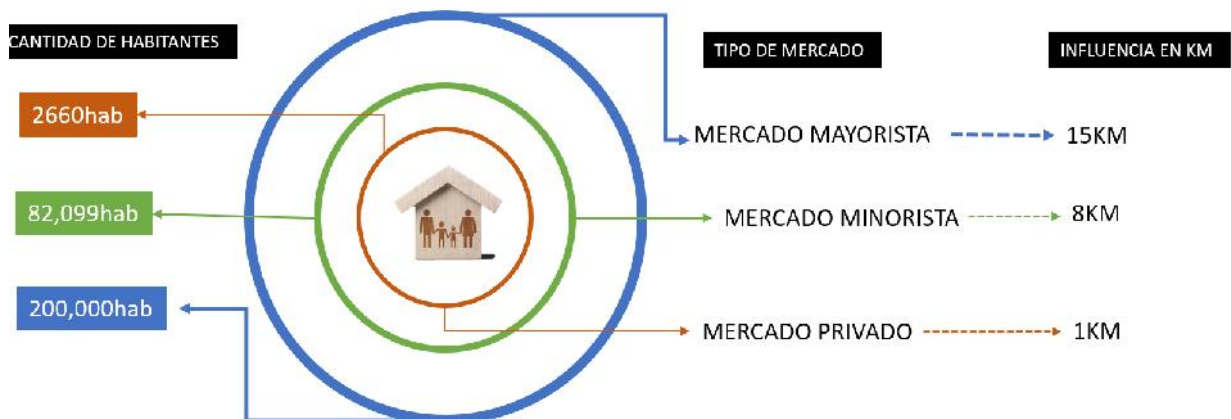 CANTIDAD DE HABITANTES
TIPO DE MERCADO
INFLUENCIA EN KM
2660hab
MERCADO MAYORISTA
15KM
82,099hab
MERCADO MINORISTA
8KM
200,000hab
MERCADO PRIVADO
1KM